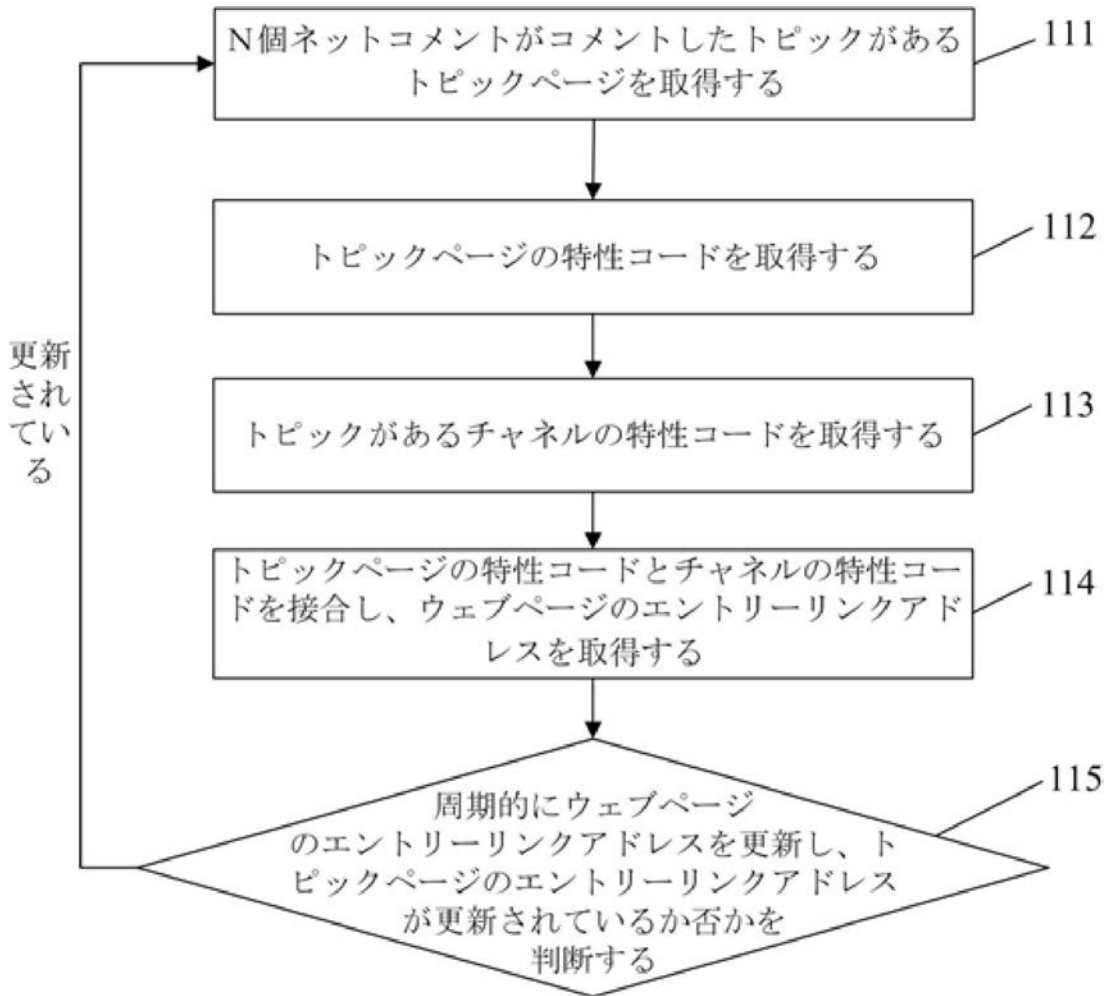 N個ネットコメントがコメントしたトピックがある
トピックページを取得する
111
トピックページの特性コードを取得する
112
トピックがあるチャネルの特性コードを取得する
113
トピックページの特性コードとチャネルの特性コー
ドを接合し、ウェブページのエントリーリンクアド
レスを取得する
114
周期的にウェブページ
のエントリーリンクアドレスを更新し、ト
ピックページのエントリーリンクアドレス
が更新されているか否かを
判断する
115
更新
され
てい
る